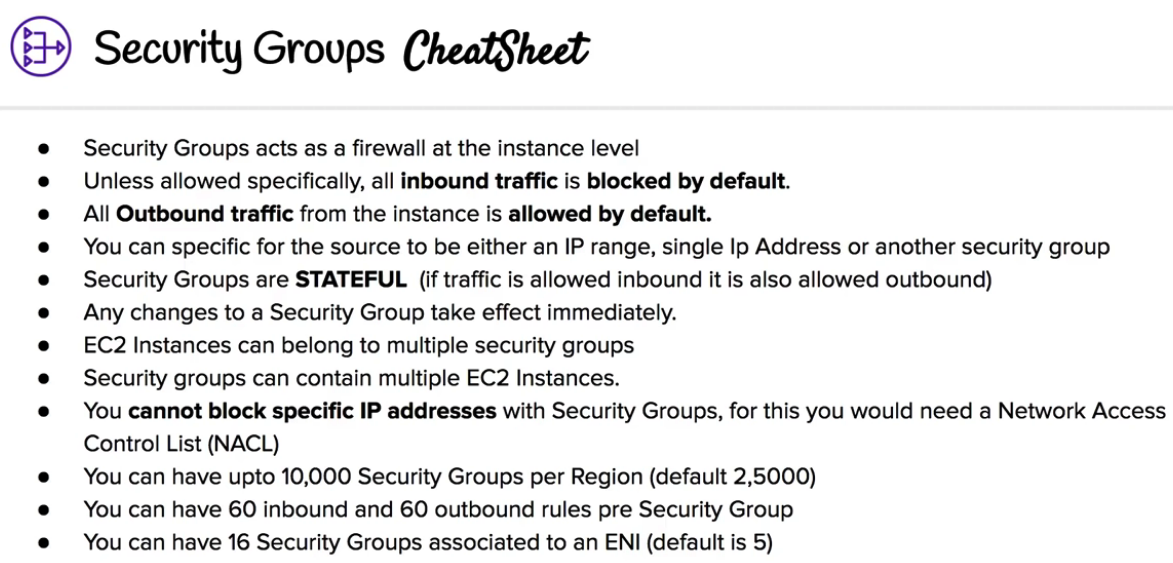 Security Groups CheatSheet
● Security Groups acts as a firewall at the instance level
● Unless allowed specifically, all inbound traffic is blocked by default.
● All Outbound traffic from the instance is allowed by default.
● You can specific for the source to be either an IP range, single Ip Address or another security group
● Security Groups are STATEFUL (if traffic is allowed inbound it is also allowed outbound)
● Any changes to a Security Group take effect immediately.
● EC2 Instances can belong to multiple security groups
● Security groups can contain multiple EC2 Instances.
● You cannot block specific IP addresses with Security Groups, for this you would need a Network Access
Control List (NACL)
● You can have upto 10,000 Security Groups per Region (default 2,5000)
● You can have 60 inbound and 60 outbound rules pre Security Group
● You can have 16 Security Groups associated to an ENI (default is 5)